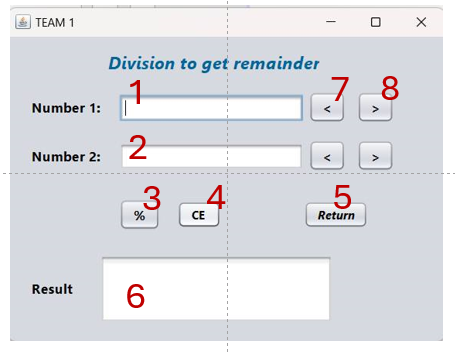 TEAM 1
Division to get remainder
1 7 8
Number 1: < >
2
Number 2: < >
3 4 5
% CE Return
Result 6